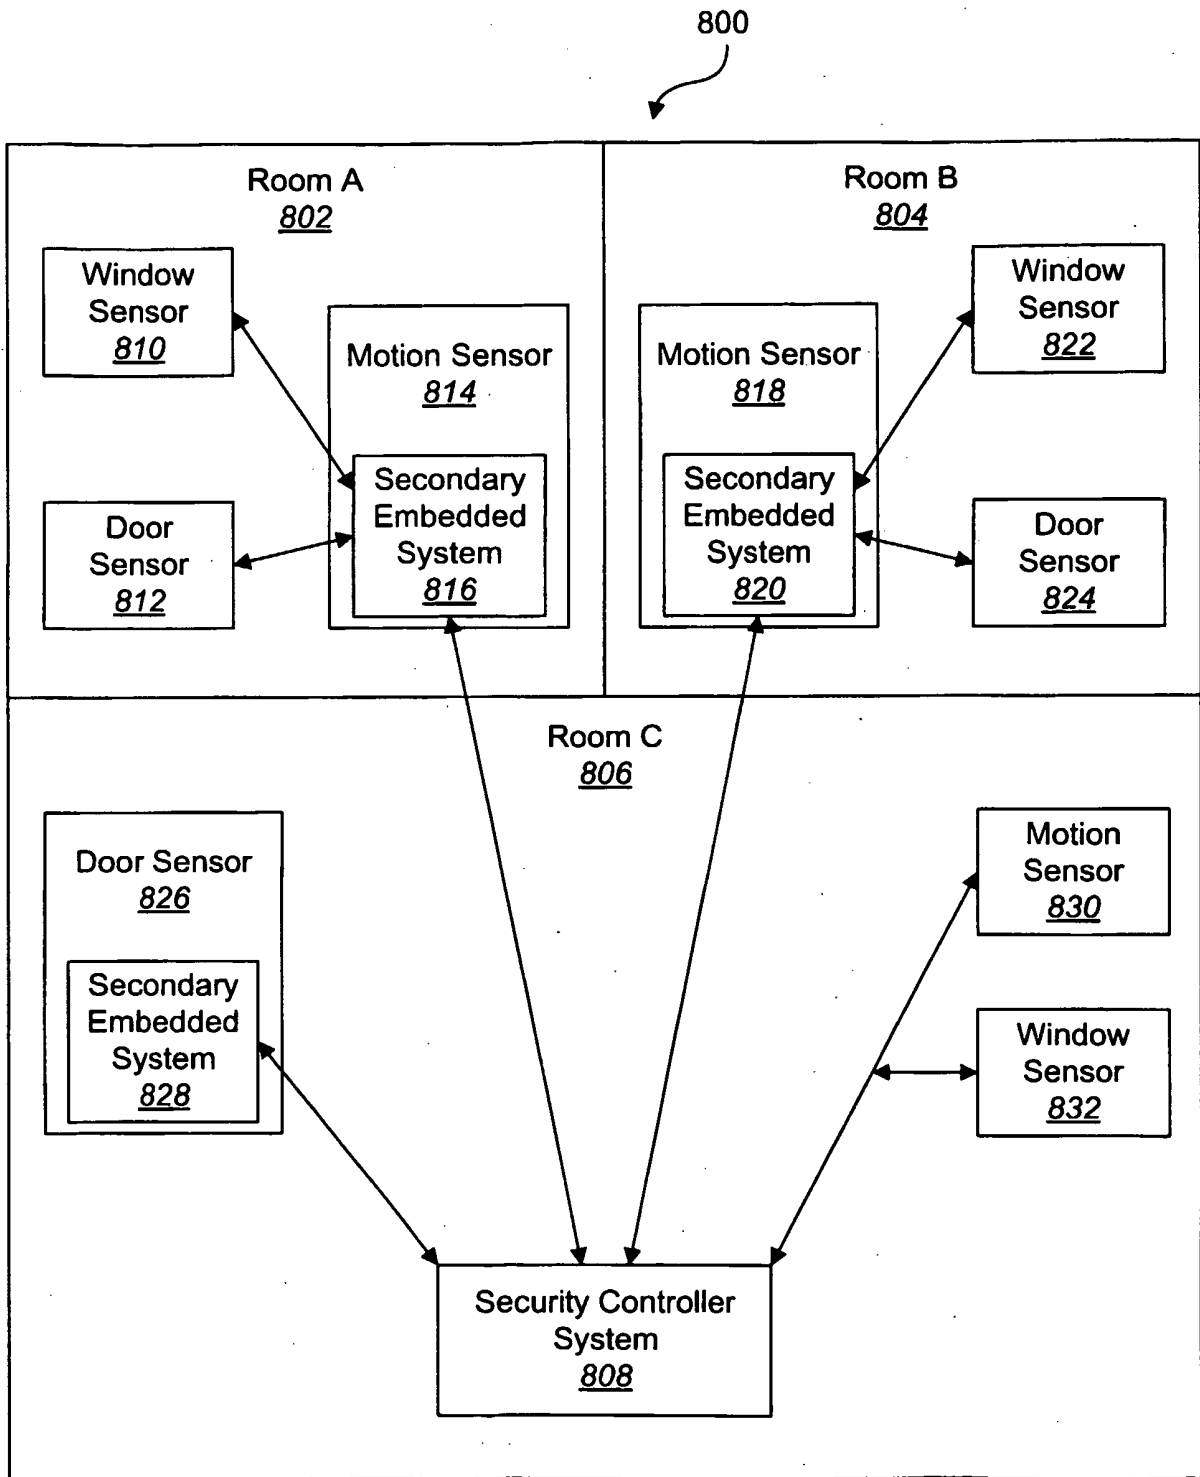 800
Room A
802
Window
Sensor
810
Motion Sensor
814
Secondary
Embedded
System
816
Door
Sensor
812
Room B
804
Motion Sensor
818
Secondary
Embedded
System
820
Window
Sensor
822
Door
Sensor
824
Room C
806
Door Sensor
826
Secondary
Embedded
System
828
Motion
Sensor
830
Window
Sensor
832
Security Controller
System
808